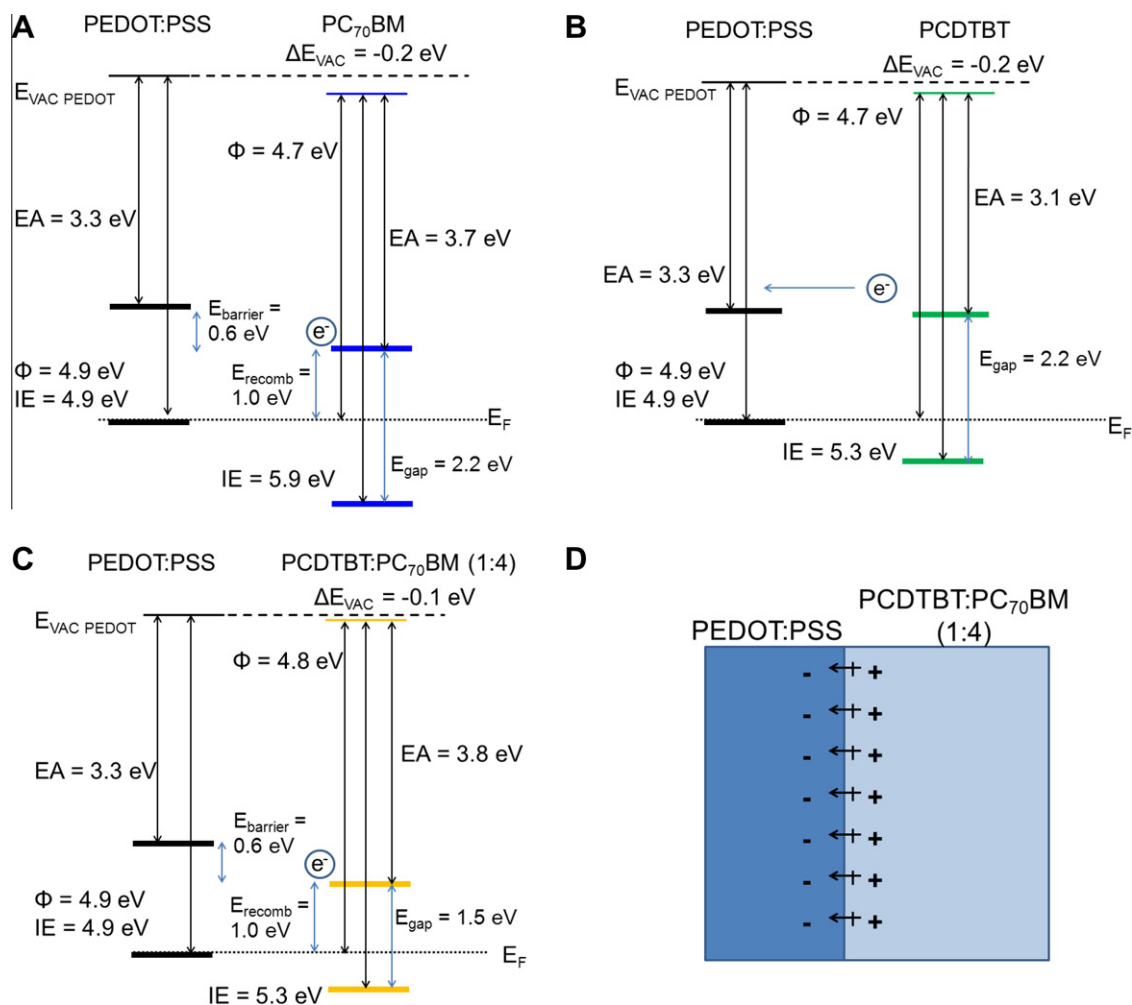 A
PEDOT:PSS
PC70BM
ΔEVAC = -0.2 eV
EVAC PEDOT
Φ = 4.7 eV
EA = 3.3 eV
EA = 3.7 eV
Ebarrier =
0.6 eV
e-
Φ = 4.9 eV
IE = 4.9 eV
Erecomb =
1.0 eV
EF
IE = 5.9 eV
Egap = 2.2 eV
B
PEDOT:PSS
PCDTBT
ΔEVAC = -0.2 eV
EVAC PEDOT
Φ = 4.7 eV
EA = 3.1 eV
EA = 3.3 eV
e-
Φ = 4.9 eV
IE 4.9 eV
Egap = 2.2 eV
EF
IE = 5.3 eV
C
PEDOT:PSS
PCDTBT:PC70BM (1:4)
ΔEVAC = -0.1 eV
EVAC PEDOT
Φ = 4.8 eV
EA = 3.3 eV
EA = 3.8 eV
Ebarrier =
0.6 eV
e-
Φ = 4.9 eV
IE = 4.9 eV
Erecomb =
1.0 eV
Egap = 1.5 eV
EF
IE = 5.3 eV
D
PCDTBT:PC70BM
(1:4)
PEDOT:PSS
- +
- +
- +
- +
- +
- +
- +